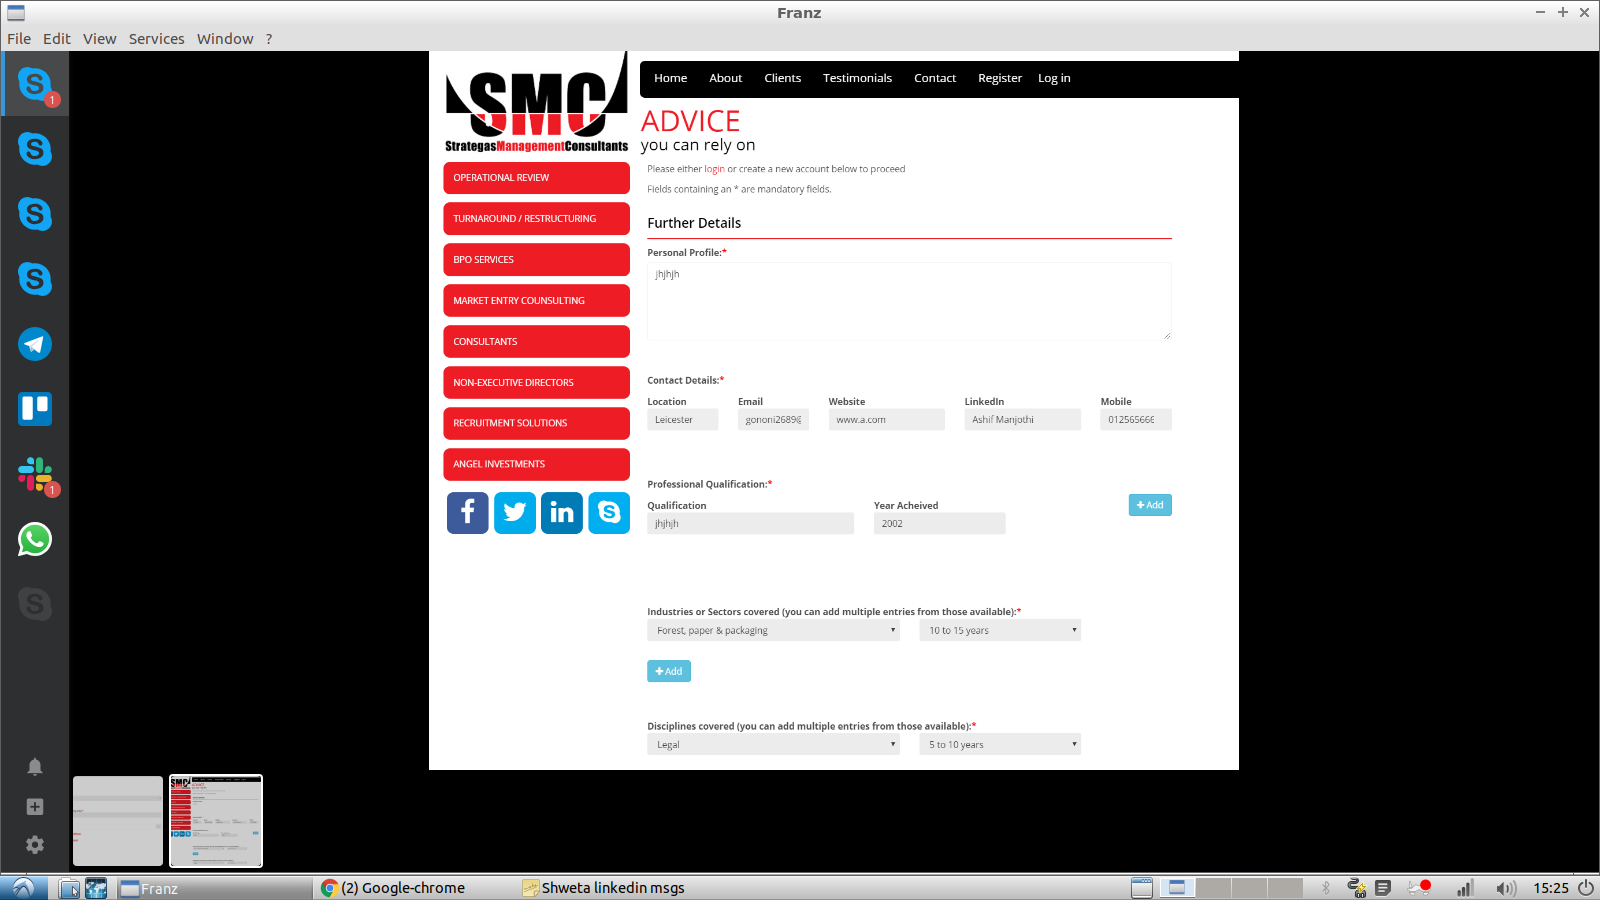 Franz
File Edit View Services Window ?
1
1
SMC
StrategasManagementConsultants
Home About Clients Testimonials Contact Register Log in
ADVICE
you can rely on
Please either login or create a new account below to proceed
Fields containing an * are mandatory fields.
OPERATIONAL REVIEW
TURNAROUND / RESTRUCTURING
BPO SERVICES
MARKET ENTRY COUNSULTING
CONSULTANTS
NON-EXECUTIVE DIRECTORS
RECRUITMENT SOLUTIONS
ANGEL INVESTMENTS
Further Details
Personal Profile:*
jhjhjh
Contact Details:*
Location Email Website LinkedIn Mobile
Leicester gononi2689@ www.a.com Ashif Manjothi 012565666
Professional Qualification:*
Qualification Year Acheived
+ Add
jhjhjh 2002
Industries or Sectors covered (you can add multiple entries from those available):*
Forest, paper & packaging 10 to 15 years
+ Add
Disciplines covered (you can add multiple entries from those available):*
Legal 5 to 10 years
Franz (2) Google-chrome Shweta linkedin msgs 15:25